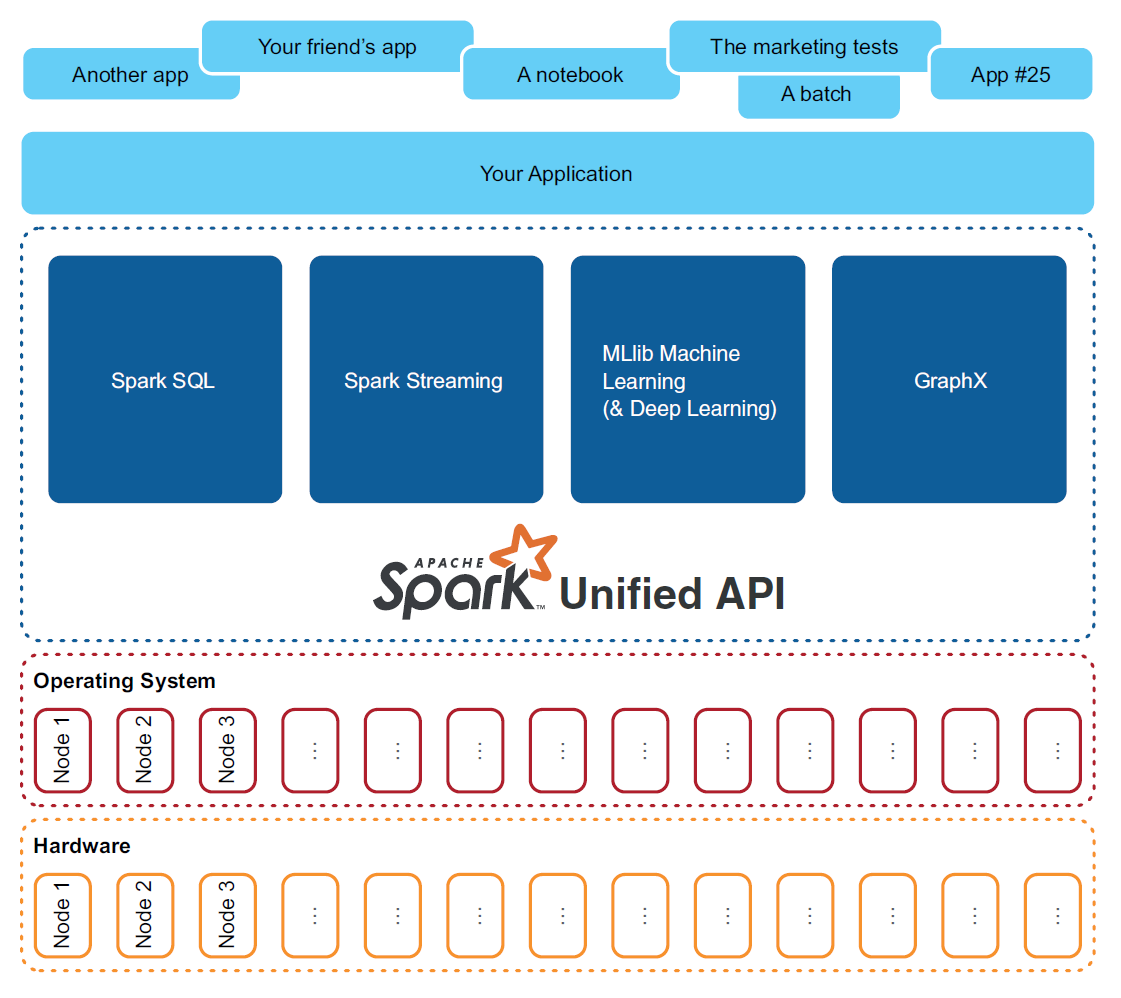 Your friend's app
The marketing tests
Another app
A notebook
App #25
A batch
Your Application
Spark SQL
Spark Streaming
MLlib Machine
Learning
(& Deep Learning)
GraphX
APACHE
Spark™ Unified API
Operating System
Node 1
Node 2
Node 3
...
...
...
...
...
...
...
...
...
...
Hardware
Node 1
Node 2
Node 3
...
...
...
...
...
...
...
...
...
...